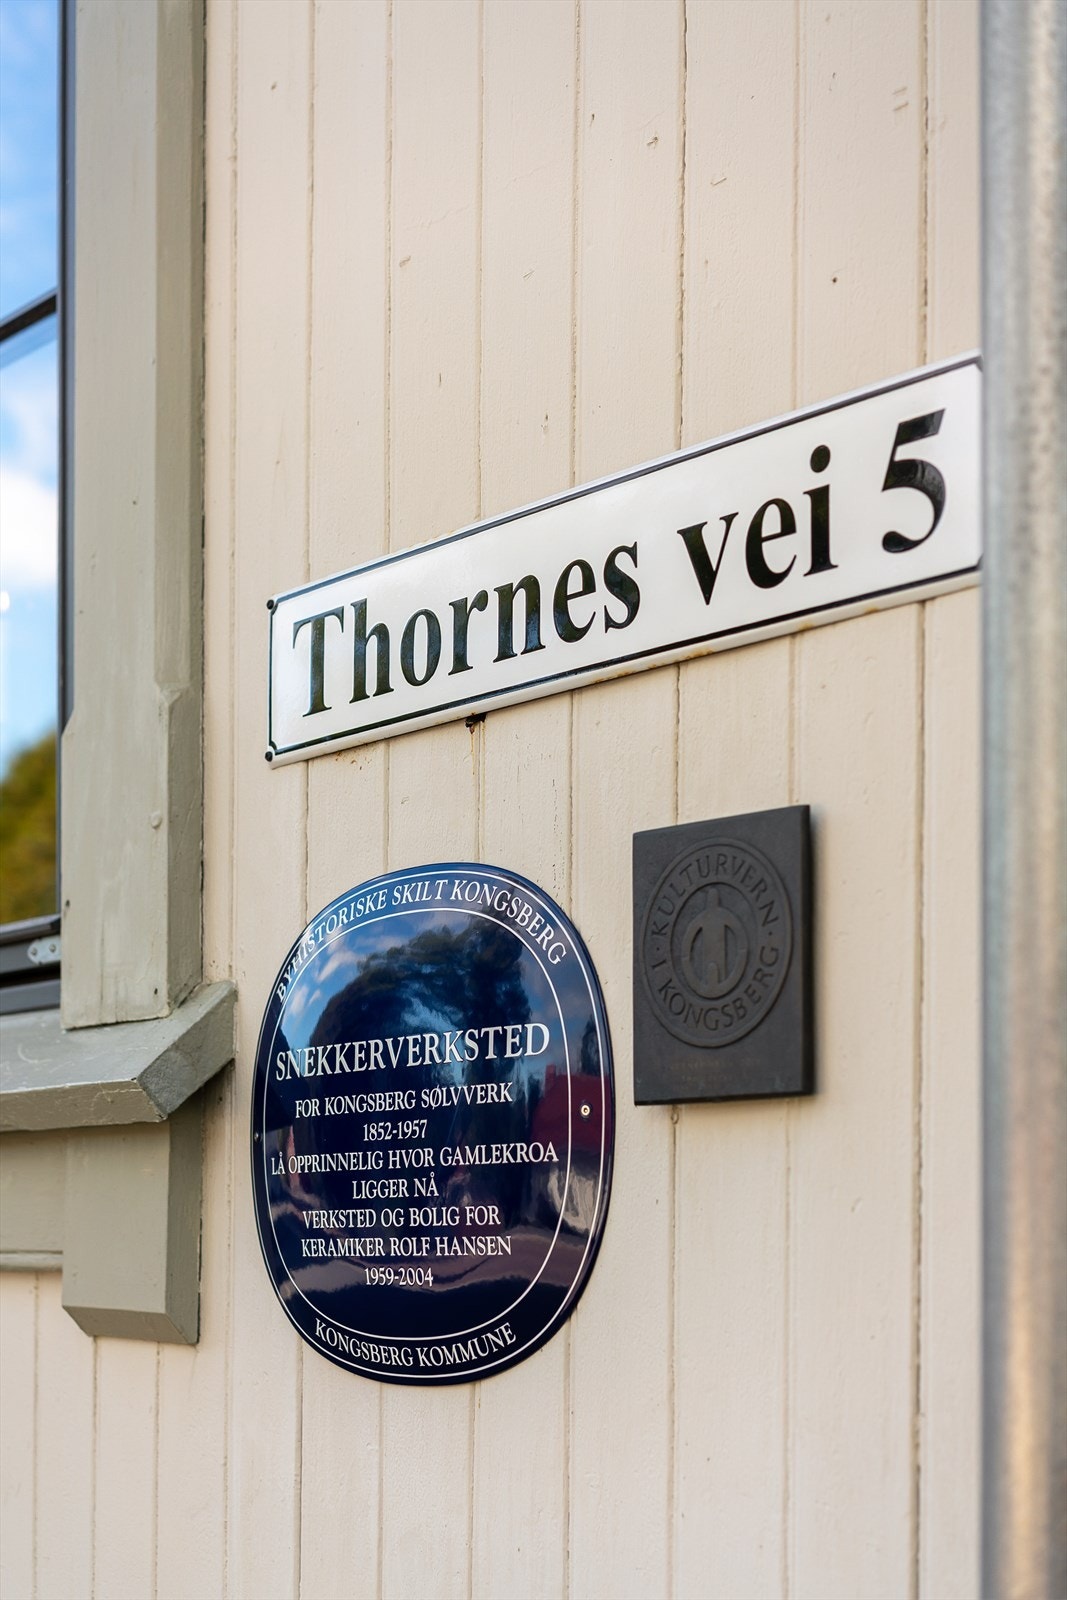 Thornes vei 5
BYHISTORISKE SKILT KONGSBERG
SNEKKERVERKSTED
FOR KONGSBERG SØLVVERK
1852-1957
LÅ OPPRINNELIG HVOR GAMLEKROA
LIGGER NÅ
VERKSTED OG BOLIG FOR
KERAMIKER ROLF HANSEN
1959-2004
KONGSBERG KOMMUNE
· KULTURVERN ·
I KONGSBERG